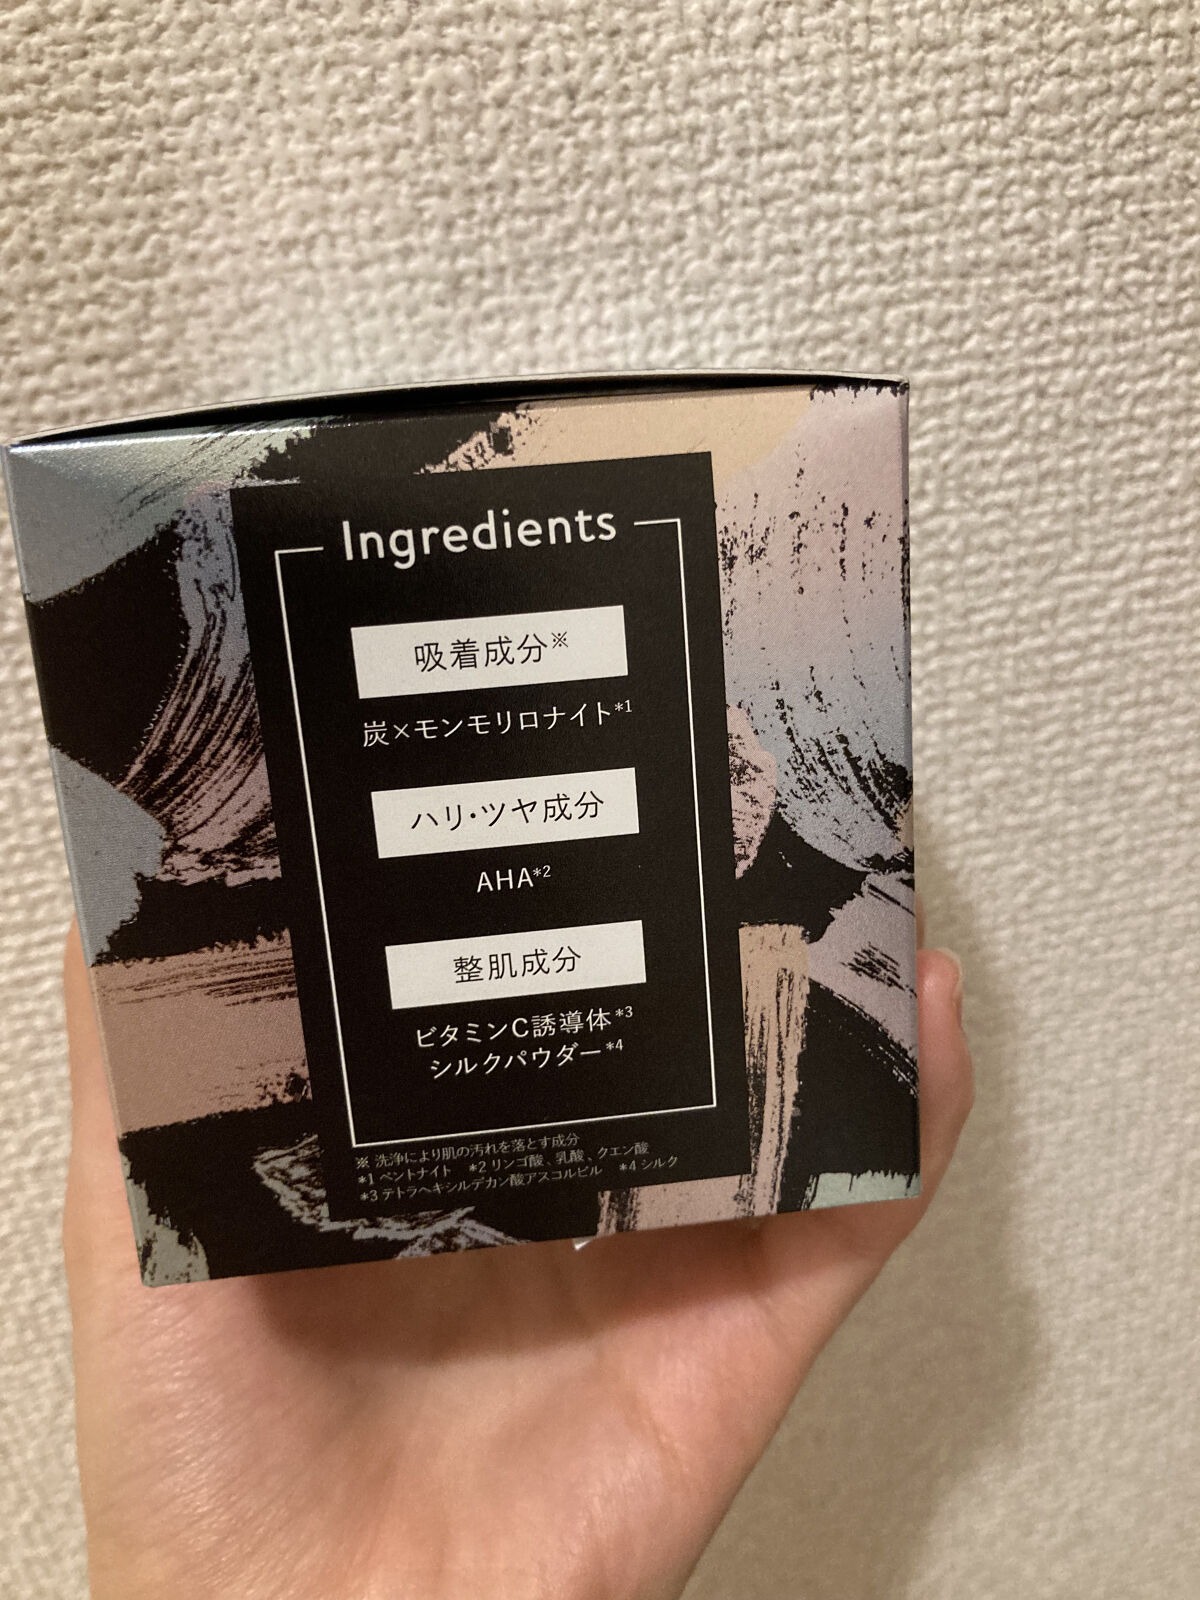 Ingredients
吸着成分※
炭×モンモリロナイト*1
ハリ・ツヤ成分
AHA*2
整肌成分
ビタミンC誘導体*3
シルクパウダー*4
※ 洗浄により肌の汚れを落とす成分
*1 ベントナイト *2 リンゴ酸、乳酸、クエン酸
*3 テトラヘキシルデカン酸アスコルビル *4 シルク